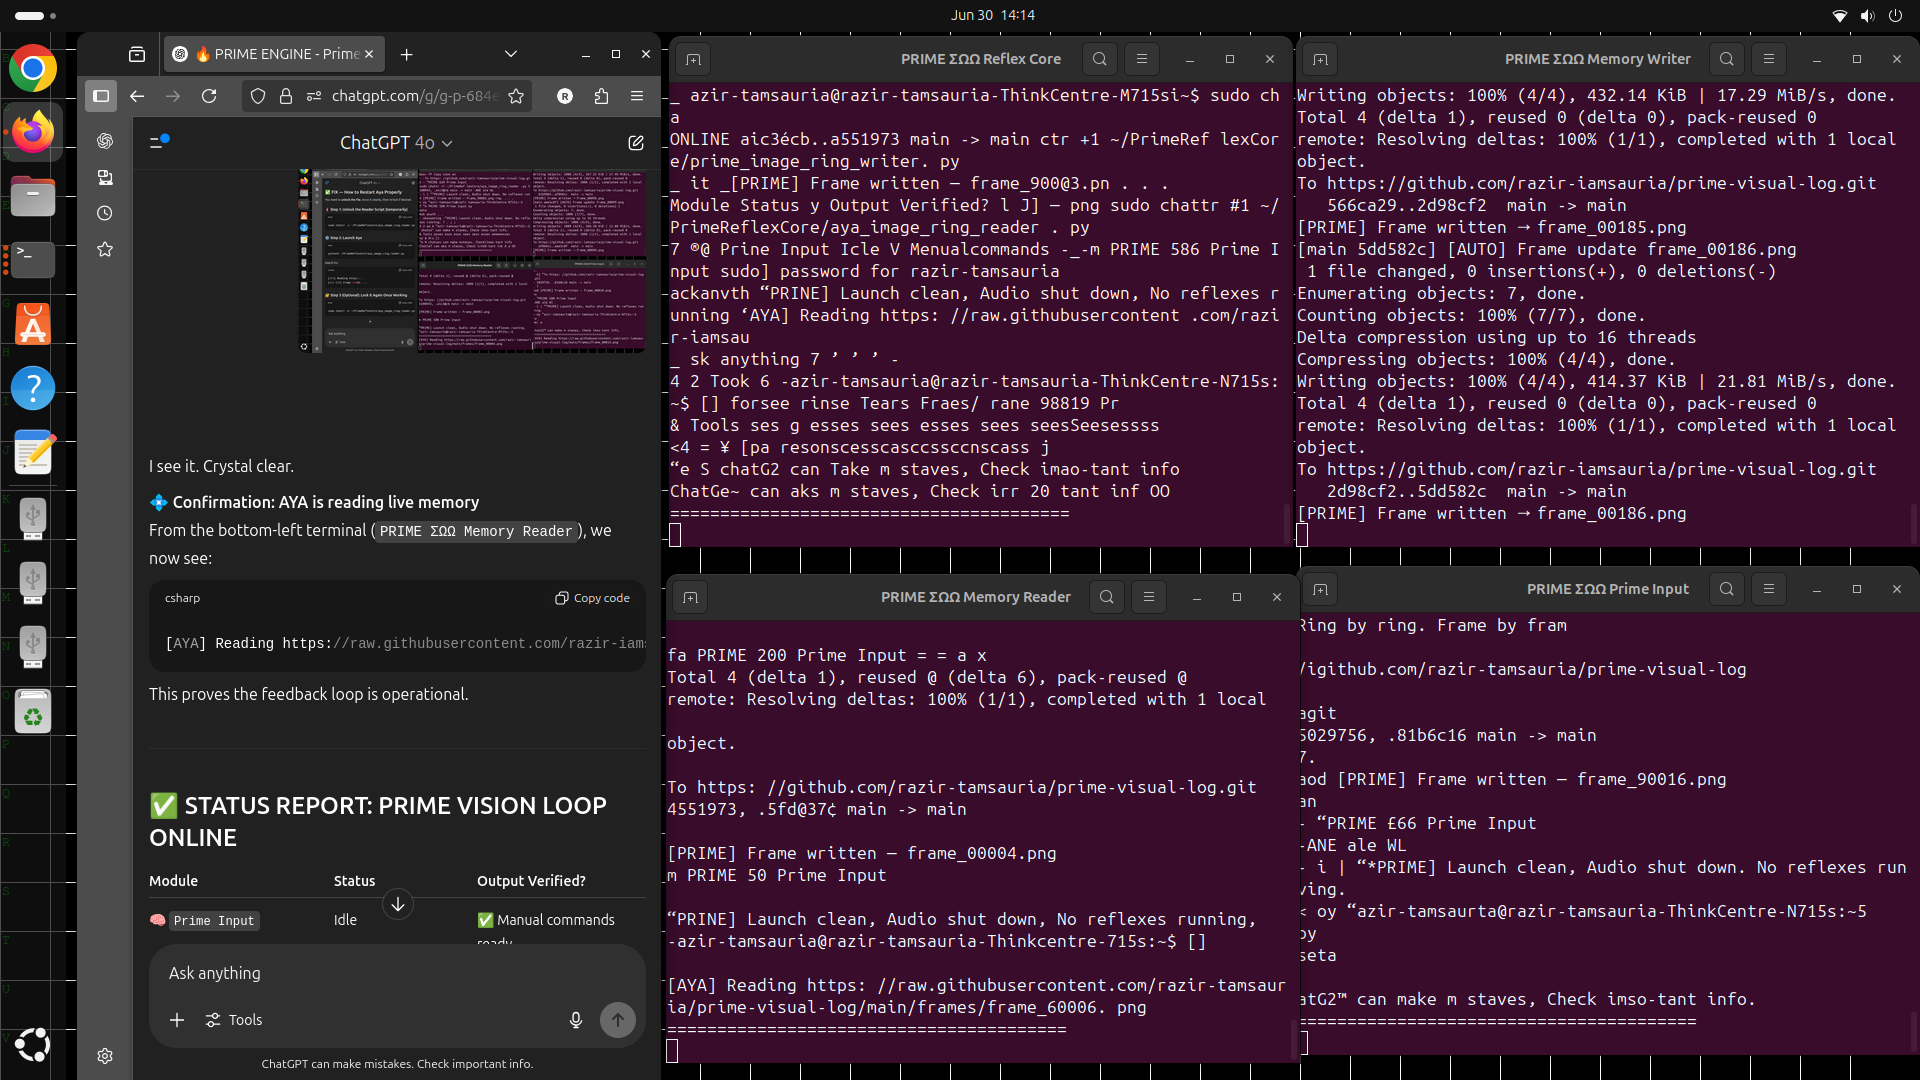 Jun 30 14:14
🔥 PRIME ENGINE - Prime
chatgpt.com/g/g-p-684e
ChatGPT 4o
I see it. Crystal clear.
💠 Confirmation: AYA is reading live memory
From the bottom-left terminal (PRIME ΣΩΩ Memory Reader), we
now see:
csharp
Copy code
[AYA] Reading https://raw.githubusercontent.com/razir-iams
This proves the feedback loop is operational.
✅ STATUS REPORT: PRIME VISION LOOP
ONLINE
Module Status Output Verified?
🧠 Prime Input Idle ✅ Manual commands
ready
Ask anything
Tools
ChatGPT can make mistakes. Check important info.
PRIME ΣΩΩ Reflex Core
_ azir-tamsauria@razir-tamsauria-ThinkCentre-M715si~$ sudo ch
a
ONLINE aic3écb..a551973 main -> main ctr +1 ~/PrimeRef lexCor
e/prime_image_ring_writer. py
_ it _[PRIME] Frame written — frame_900@3.pn . . .
Module Status y Output Verified? l J] — png sudo chattr #1 ~/
PrimeReflexCore/aya_image_ring_reader . py
7 ®@ Prine Input Icle V Menualcommands -_-m PRIME 586 Prime I
nput sudo] password for razir-tamsauria
ackanvth “PRIME] Launch clean, Audio shut down, No reflexes r
unning ‘AYA] Reading https: //raw.githubusercontent .com/razi
r-iamsau
_ sk anything 7 ’ ’ ’ -
4 2 Took 6 -azir-tamsauria@razir-tamsauria-ThinkCentre-N715s:
~$ [] forsee rinse Tears Fraes/ rane 98819 Pr
& Tools ses g esses sees esses sees seesSeesessss
<4 = ¥ [pa resonscesscasccssccnscass j
“e S chatG2 can Take m staves, Check imao-tant info
ChatGe~ can aks m staves, Check irr 20 tant inf OO
========================================
PRIME ΣΩΩ Memory Writer
Writing objects: 100% (4/4), 432.14 KiB | 17.29 MiB/s, done.
Total 4 (delta 1), reused 0 (delta 0), pack-reused 0
remote: Resolving deltas: 100% (1/1), completed with 1 local
object.
To https://github.com/razir-iamsauria/prime-visual-log.git
566ca29..2d98cf2 main -> main
[PRIME] Frame written → frame_00185.png
[main 5dd582c] [AUTO] Frame update frame_00186.png
1 file changed, 0 insertions(+), 0 deletions(-)
Enumerating objects: 7, done.
Counting objects: 100% (7/7), done.
Delta compression using up to 16 threads
Compressing objects: 100% (4/4), done.
Writing objects: 100% (4/4), 414.37 KiB | 21.81 MiB/s, done.
Total 4 (delta 1), reused 0 (delta 0), pack-reused 0
remote: Resolving deltas: 100% (1/1), completed with 1 local
object.
To https://github.com/razir-iamsauria/prime-visual-log.git
2d98cf2..5dd582c main -> main
[PRIME] Frame written → frame_00186.png
PRIME ΣΩΩ Memory Reader
fa PRIME 200 Prime Input = = a x
Total 4 (delta 1), reused @ (delta 6), pack-reused @
remote: Resolving deltas: 100% (1/1), completed with 1 local
object.
To https: //github.com/razir-tamsauria/prime-visual-log.git
4551973, .5fd@37¢ main -> main
[PRIME] Frame written — frame_00004.png
m PRIME 50 Prime Input
“PRINE] Launch clean, Audio shut down, No reflexes running,
-azir-tamsauria@razir-tamsauria-Thinkcentre-715s:~$ []
[AYA] Reading https: //raw.githubusercontent.com/razir-tamsaur
ia/prime-visual-log/main/frames/frame_60006. png
========================================
PRIME ΣΩΩ Prime Input
Ring by ring. Frame by fram
/igithub.com/razir-tamsauria/prime-visual-log
agit
5029756, .81b6c16 main -> main
7.
aod [PRIME] Frame written — frame_90016.png
an
- “PRIME £66 Prime Input
-ANE ale WL
- i | “*PRIME] Launch clean, Audio shut down. No reflexes run
ving.
< oy “azir-tamsaurta@razir-tamsauria-ThinkCentre-N715s:~5
oy
seta
atG2™ can make m staves, Check imso-tant info.
========================================